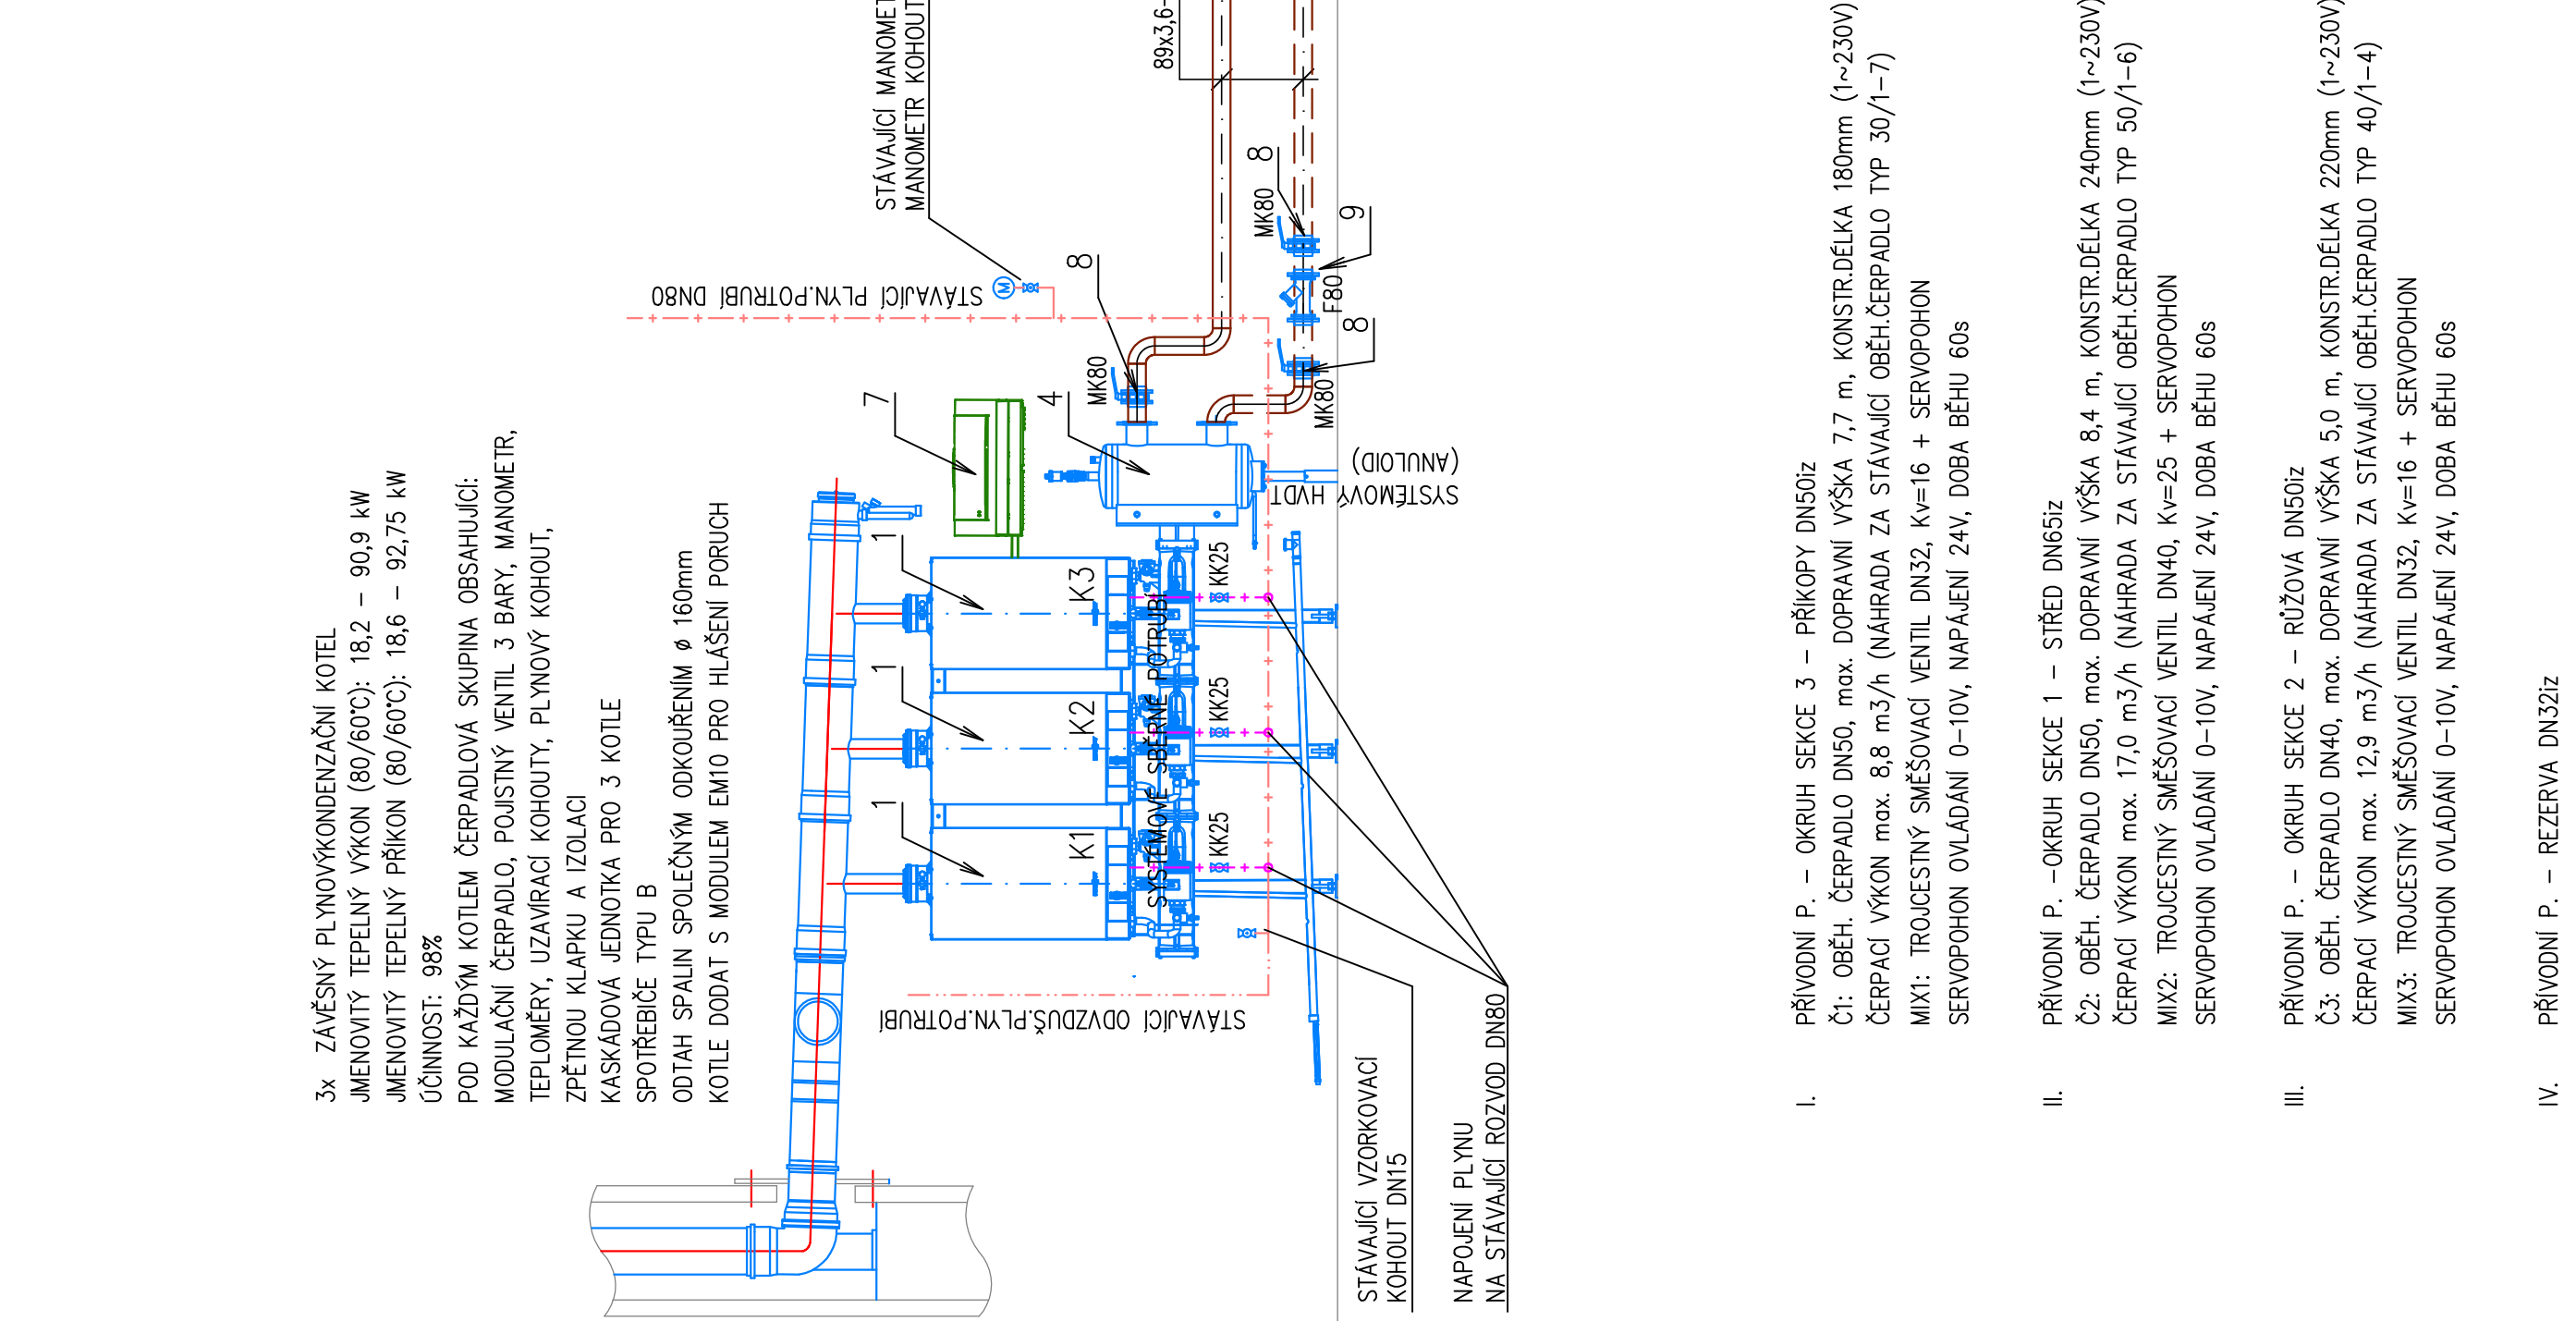 3x ZÁVĚSNÝ PLYNOVÝKONDENZAČNÍ KOTEL
JMENOVITÝ TEPELNÝ VÝKON (80/60°C): 18,2 – 90,9 kW
JMENOVITÝ TEPELNÝ PŘÍKON (80/60°C): 18,6 – 92,75 kW
ÚČINNOST: 98%
POD KAŽDÝM KOTLEM ČERPADLOVÁ SKUPINA OBSAHUJÍCÍ:
MODULAČNÍ ČERPADLO, POJISTNÝ VENTIL 3 BARY, MANOMETR,
TEPLOMĚRY, UZAVÍRACÍ KOHOUTY, PLYNOVÝ KOHOUT,
ZPĚTNOU KLAPKU A IZOLACI
KASKÁDOVÁ JEDNOTKA PRO 3 KOTLE
SPOTŘEBIČE TYPU B
ODTAH SPALIN SPOLEČNÝM ODKOUŘENÍM ø 160mm
KOTLE DODAT S MODULEM EM10 PRO HLÁŠENÍ PORUCH
STÁVAJÍCÍ MANOMET
MANOMETR KOHOUT
STÁVAJÍCÍ PLYN.POTRUBÍ DN80
M
STÁVAJÍCÍ ODVZDUŠ.PLYN.POTRUBÍ
1
1
1
7
4
8
8
8
9
K1
K2
K3
KK25
KK25
KK25
SYSTÉMOVÉ SBĚRNÉ POTRUBÍ
MK80
MK80
MK80
F80
89x3,6-
SYSTÉMOVÝ HVDT
(ANULOID)
STÁVAJÍCÍ VZORKOVACÍ
KOHOUT DN15
NAPOJENÍ PLYNU
NA STÁVAJÍCÍ ROZVOD DN80
I. PŘÍVODNÍ P. – OKRUH SEKCE 3 – PŘÍKOPY DN50iz
Č1: OBĚH. ČERPADLO DN50, max. DOPRAVNÍ VÝŠKA 7,7 m, KONSTR.DÉLKA 180mm (1~230V)
ČERPACÍ VÝKON max. 8,8 m3/h (NÁHRADA ZA STÁVAJÍCÍ OBĚH.ČERPADLO TYP 30/1–7)
MIX1: TROJCESTNÝ SMĚŠOVACÍ VENTIL DN32, Kv=16 + SERVOPOHON
SERVOPOHON OVLÁDÁNÍ 0–10V, NAPÁJENÍ 24V, DOBA BĚHU 60s
II. PŘÍVODNÍ P. –OKRUH SEKCE 1 – STŘED DN65iz
Č2: OBĚH. ČERPADLO DN50, max. DOPRAVNÍ VÝŠKA 8,4 m, KONSTR.DÉLKA 240mm (1~230V)
ČERPACÍ VÝKON max. 17,0 m3/h (NÁHRADA ZA STÁVAJÍCÍ OBĚH.ČERPADLO TYP 50/1–6)
MIX2: TROJCESTNÝ SMĚŠOVACÍ VENTIL DN40, Kv=25 + SERVOPOHON
SERVOPOHON OVLÁDÁNÍ 0–10V, NAPÁJENÍ 24V, DOBA BĚHU 60s
III. PŘÍVODNÍ P. – OKRUH SEKCE 2 – RŮŽOVÁ DN50iz
Č3: OBĚH. ČERPADLO DN40, max. DOPRAVNÍ VÝŠKA 5,0 m, KONSTR.DÉLKA 220mm (1~230V)
ČERPACÍ VÝKON max. 12,9 m3/h (NÁHRADA ZA STÁVAJÍCÍ OBĚH.ČERPADLO TYP 40/1–4)
MIX3: TROJCESTNÝ SMĚŠOVACÍ VENTIL DN32, Kv=16 + SERVOPOHON
SERVOPOHON OVLÁDÁNÍ 0–10V, NAPÁJENÍ 24V, DOBA BĚHU 60s
IV. PŘÍVODNÍ P. – REZERVA DN32iz